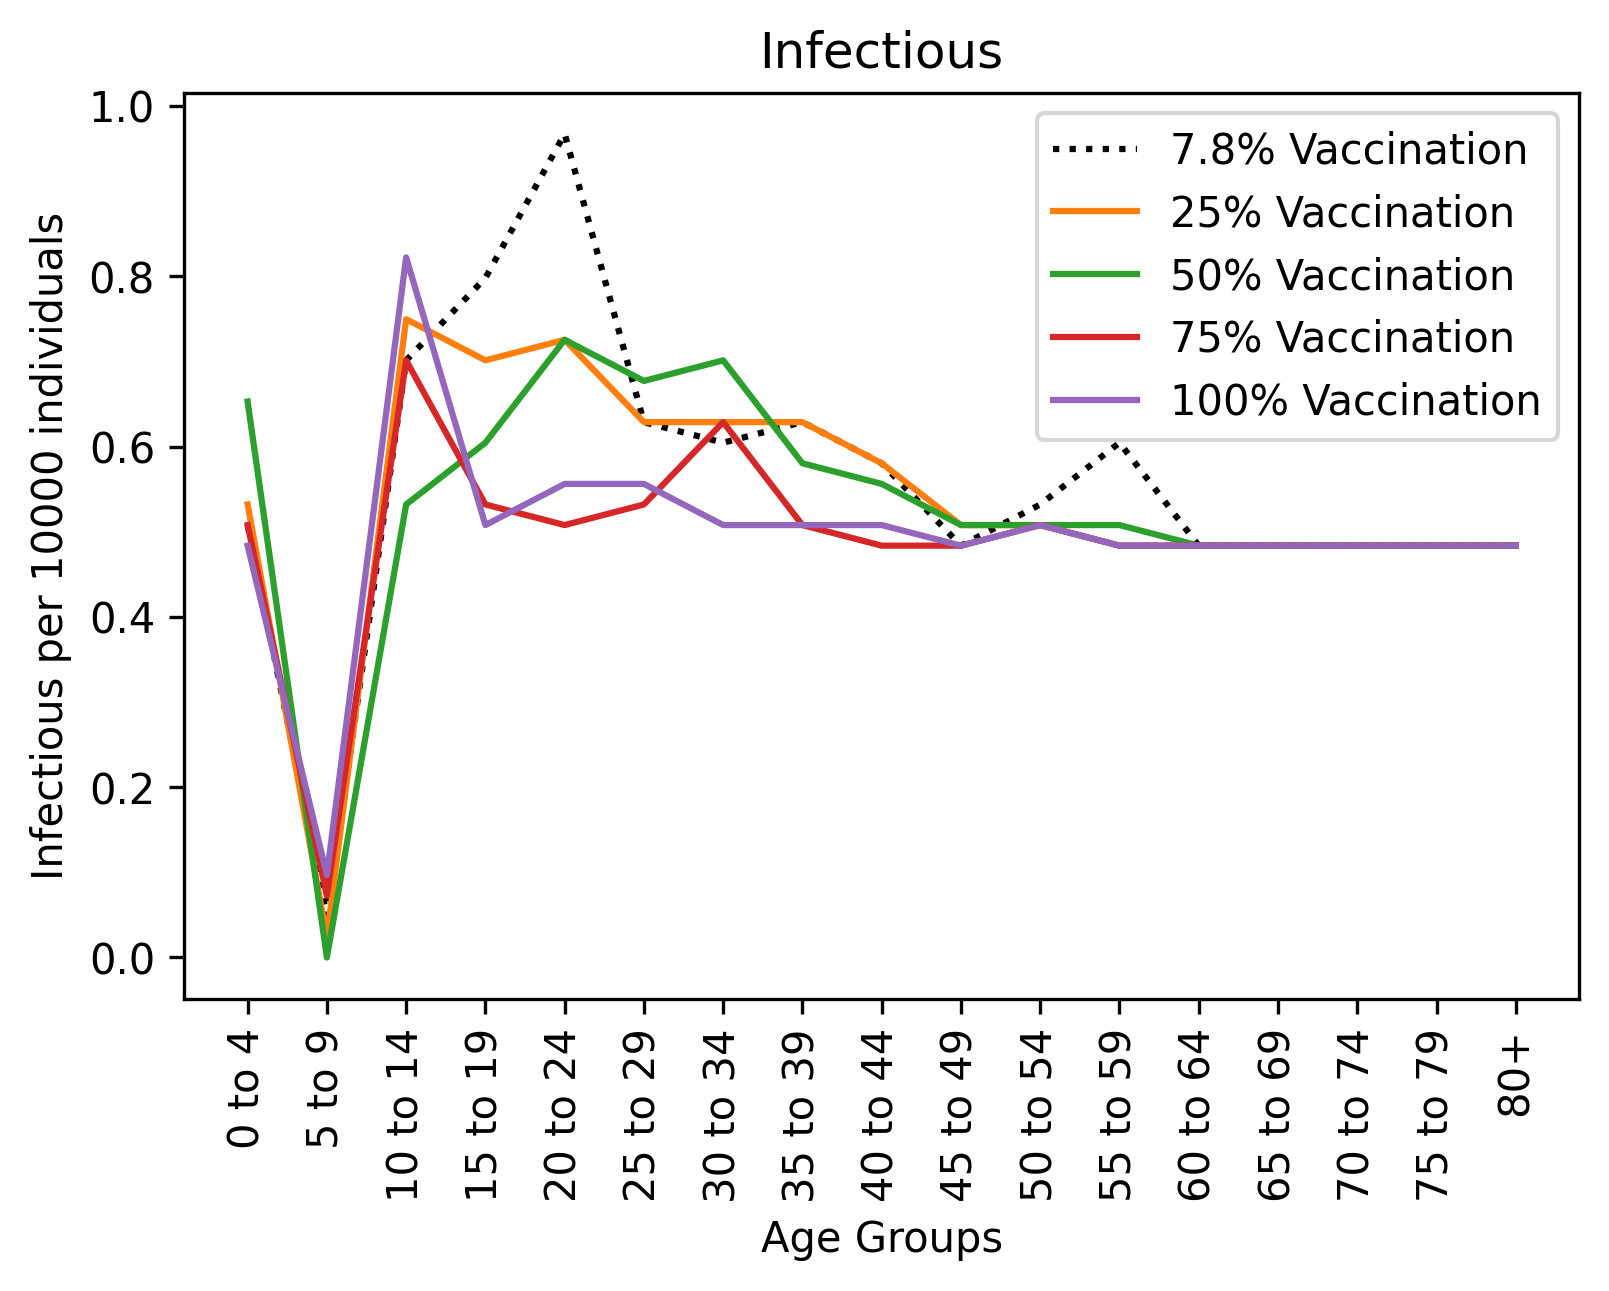 Infectious
1.0
0.8
0.6
0.4
0.2
0.0
Infectious per 10000 individuals
7.8% Vaccination
25% Vaccination
50% Vaccination
75% Vaccination
100% Vaccination
0 to 4
5 to 9
10 to 14
15 to 19
20 to 24
25 to 29
30 to 34
35 to 39
40 to 44
45 to 49
50 to 54
55 to 59
60 to 64
65 to 69
70 to 74
75 to 79
80+
Age Groups